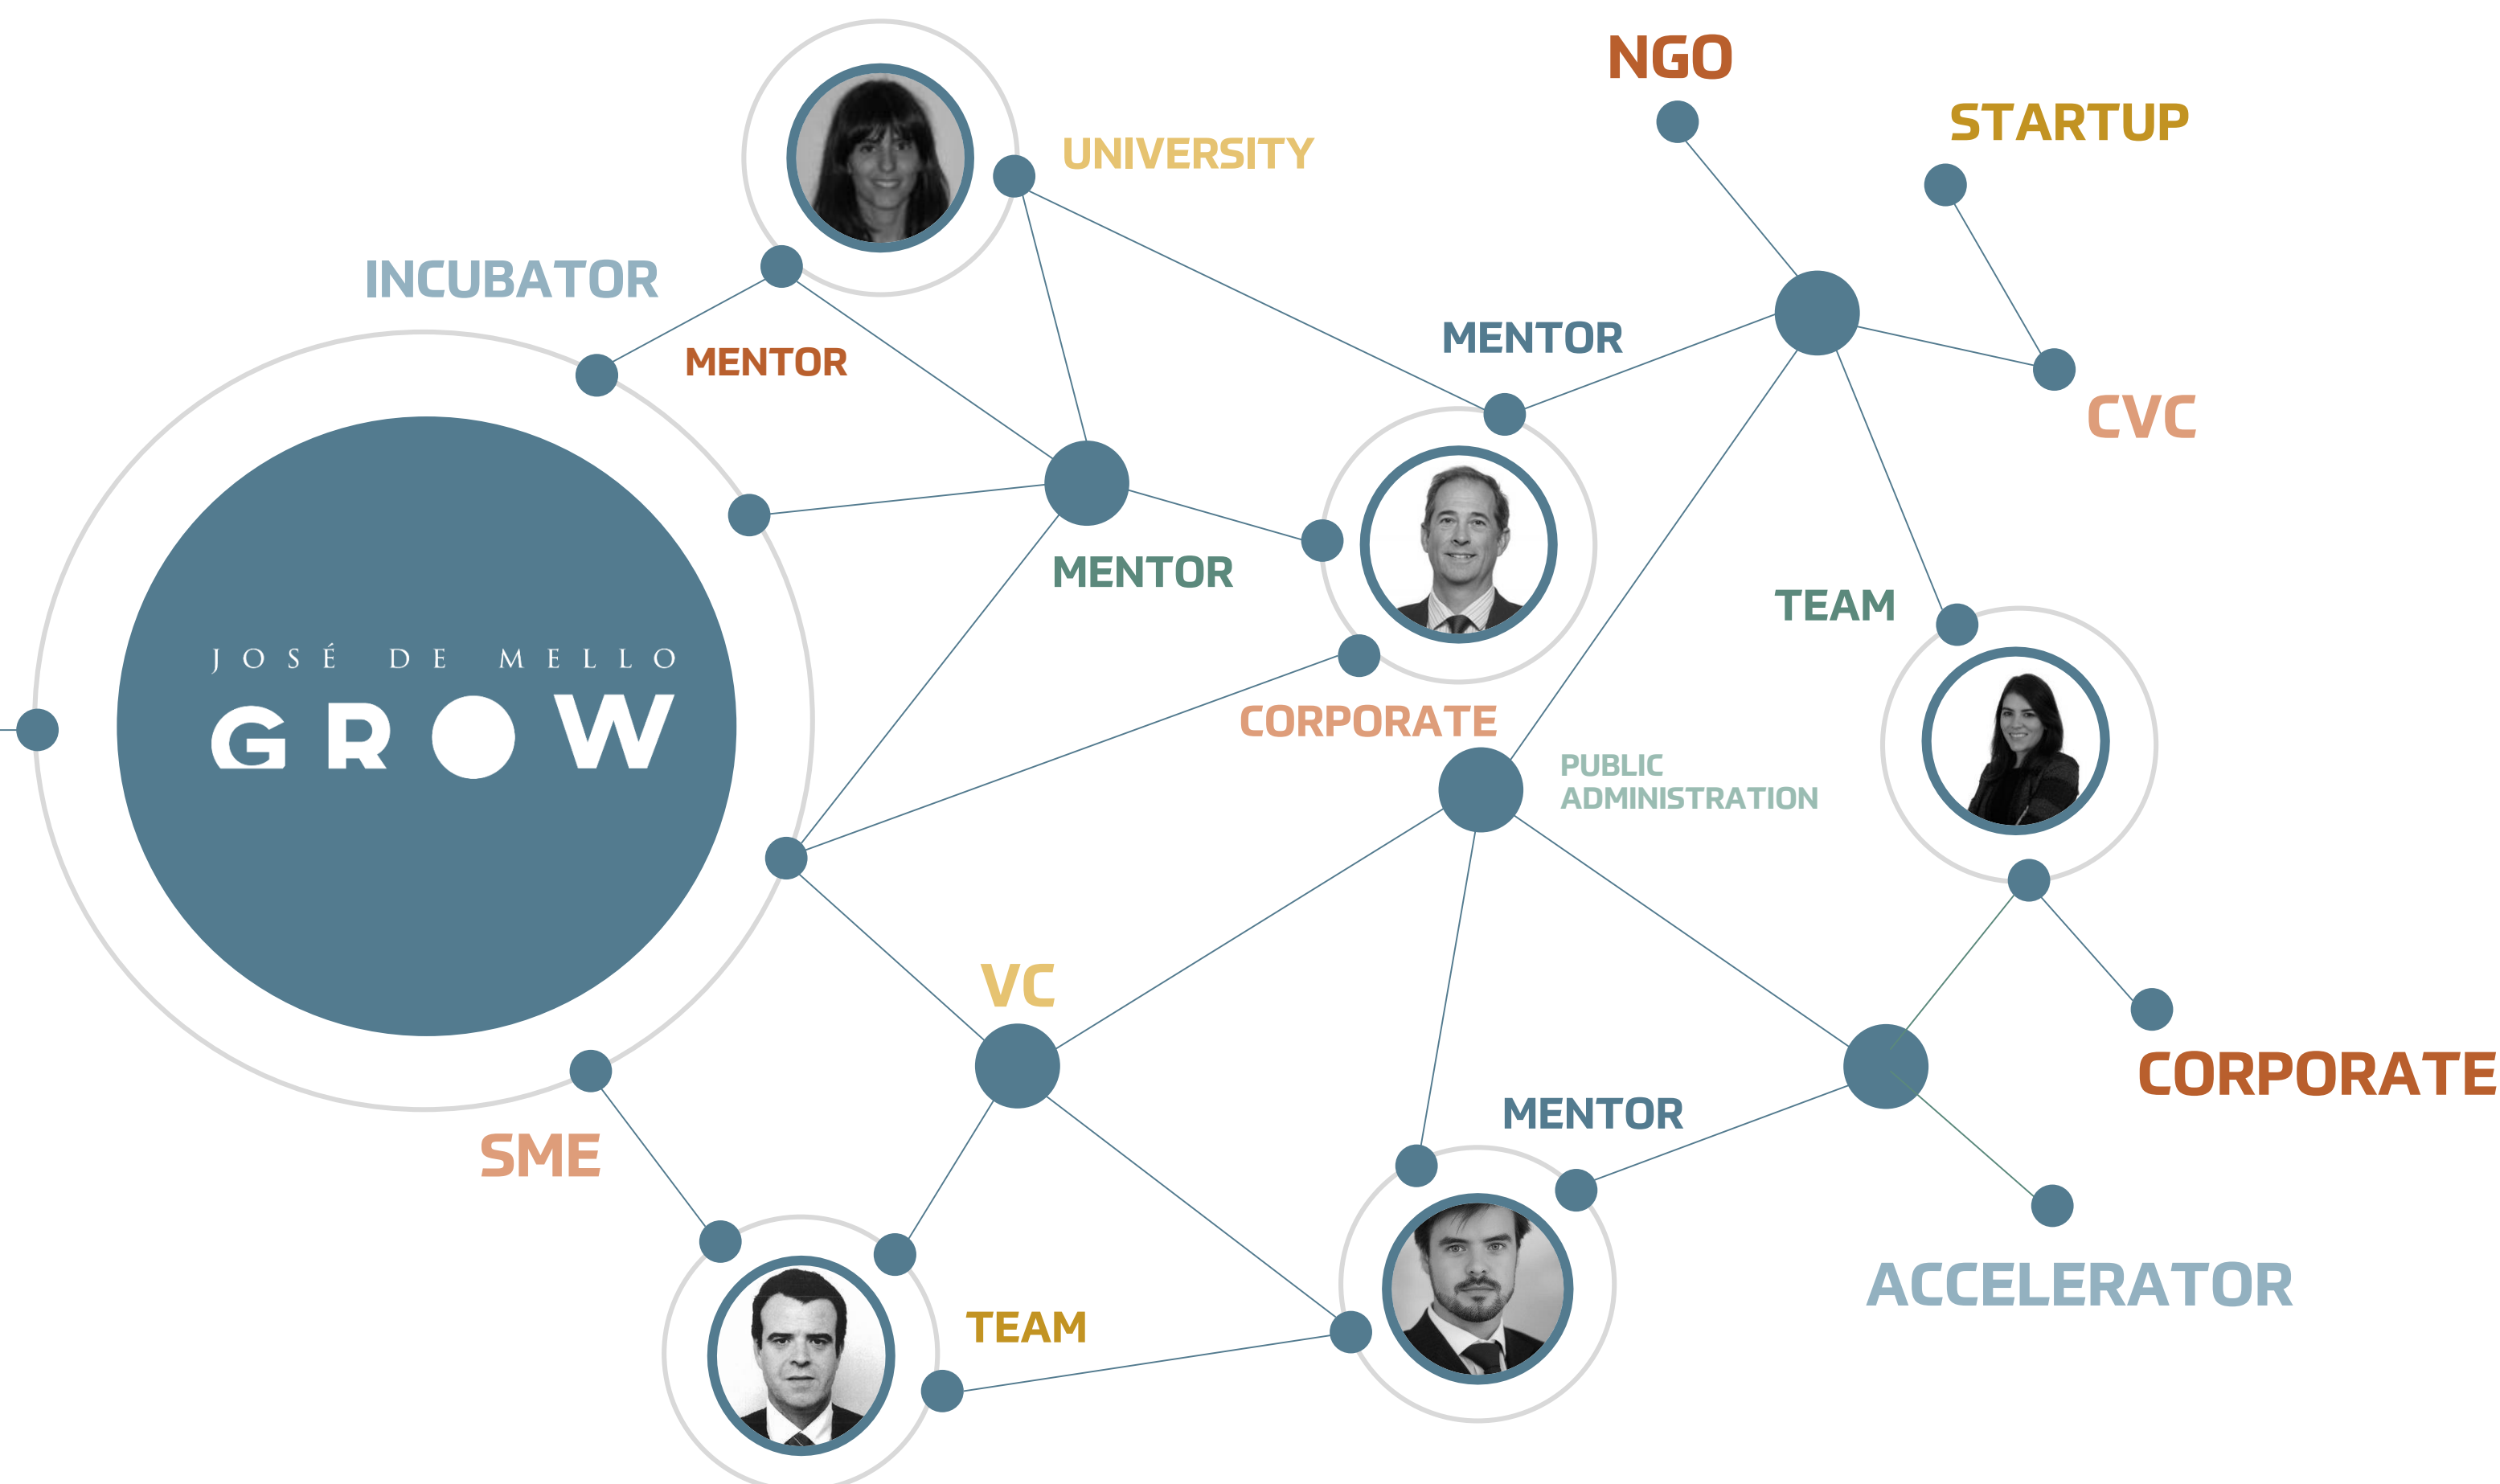 NGO
STARTUP
UNIVERSITY
INCUBATOR
MENTOR
MENTOR
CVC
MENTOR
TEAM
JOSÉ DE MELLO
GROW
CORPORATE
PUBLIC
ADMINISTRATION
VC
CORPORATE
MENTOR
SME
ACCELERATOR
TEAM